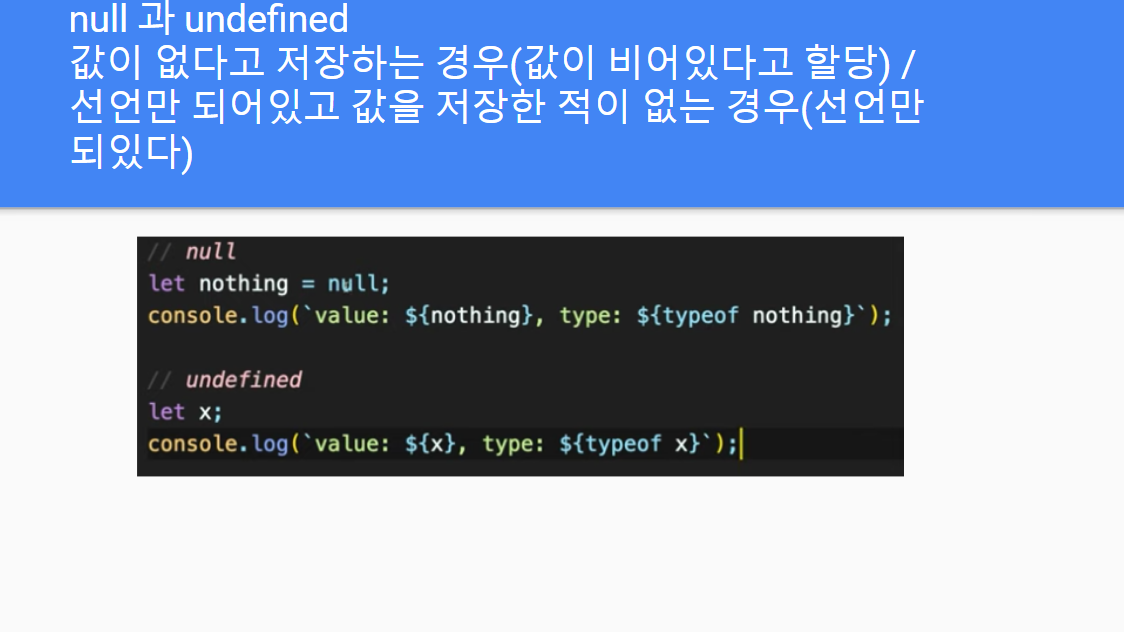 null 과 undefined
값이 없다고 저장하는 경우(값이 비어있다고 할당) /
선언만 되어있고 값을 저장한 적이 없는 경우(선언만
되있다)
// null
let nothing = null;
console.log(`value: ${nothing}, type: ${typeof nothing}`);
// undefined
let x;
console.log(`value: ${x}, type: ${typeof x}`);